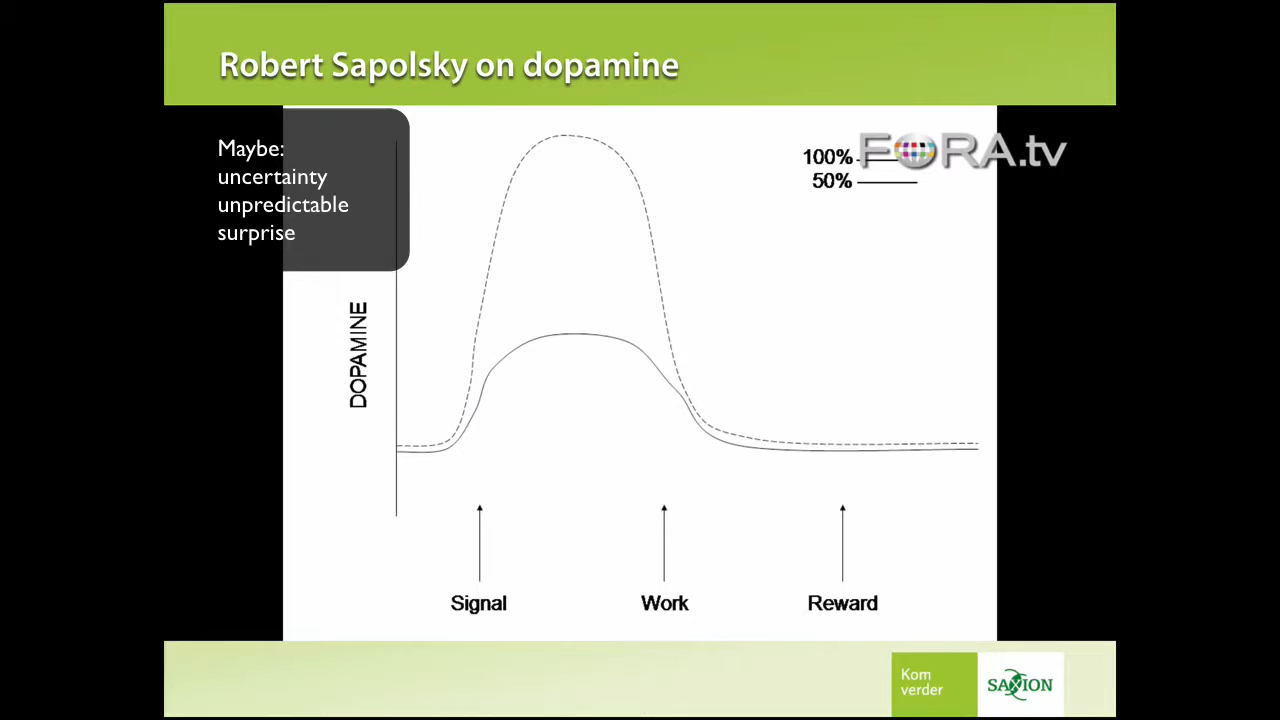 Robert Sapolsky on dopamine
Maybe:
uncertainty
unpredictable
surprise
FORA.tv
100%
50%
DOPAMINE
Signal
Work
Reward
Kom
verder
SAXION